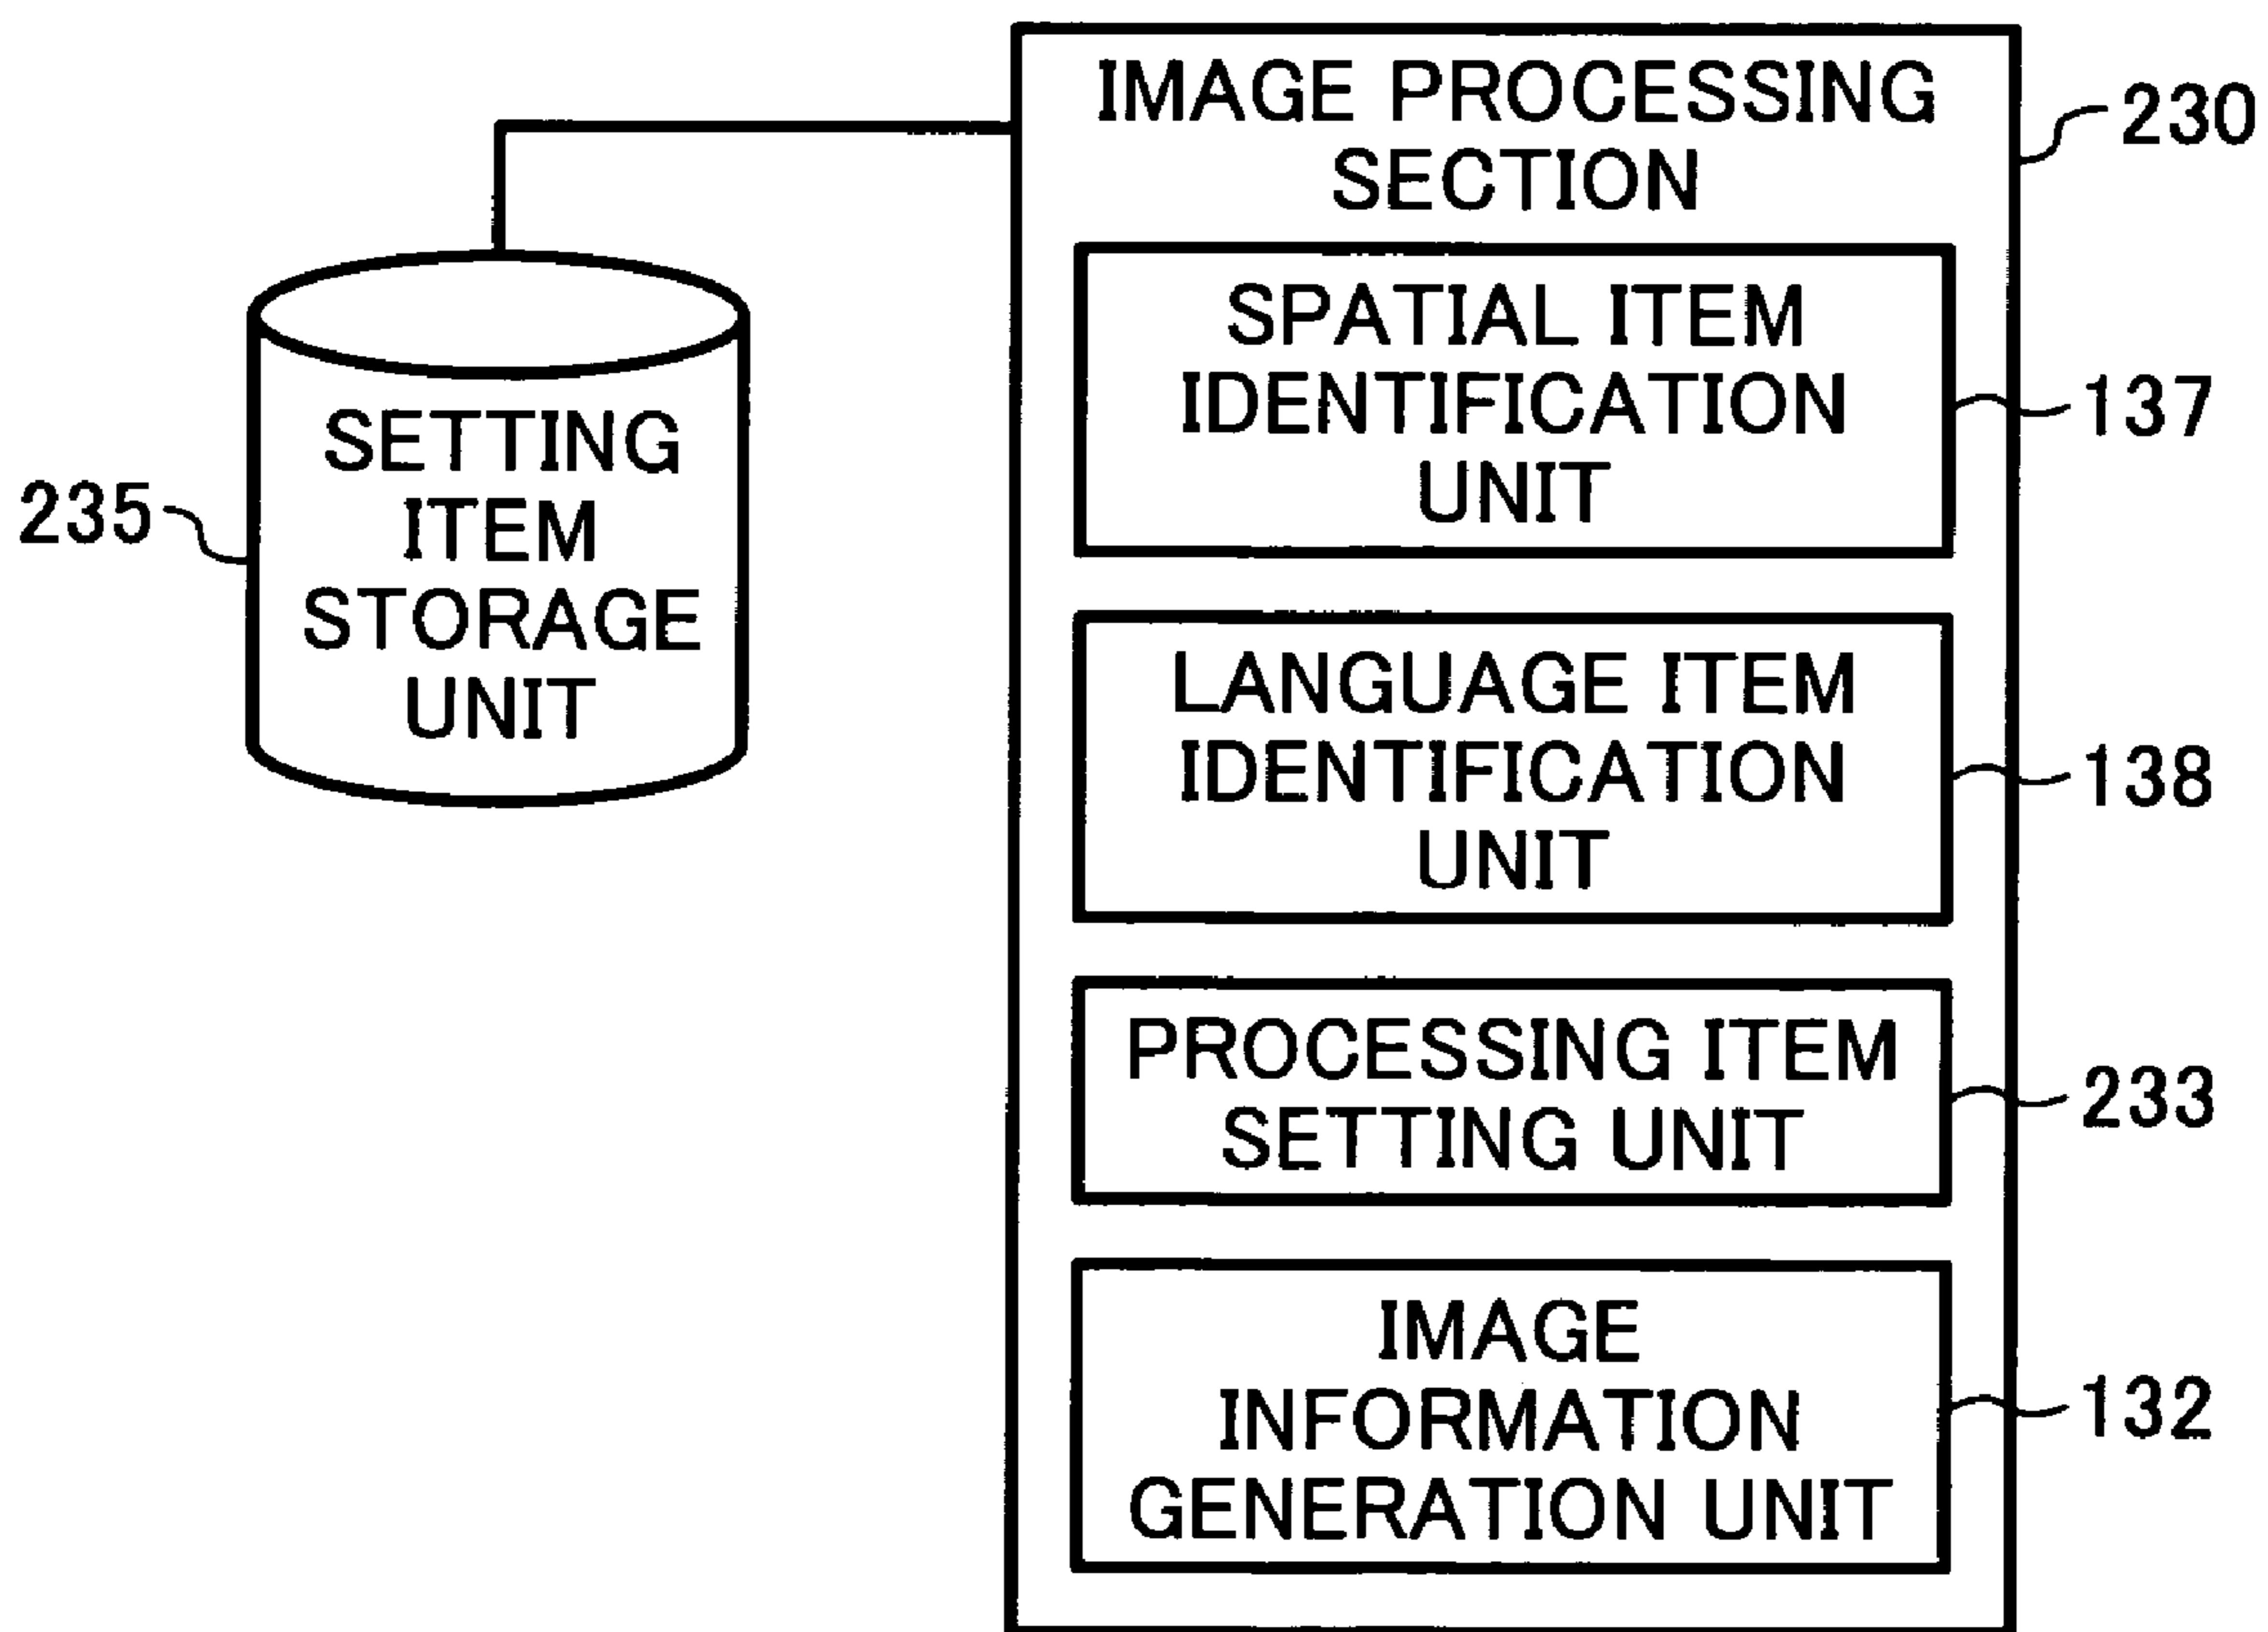 IMAGE PROCESSING
SECTION
230
SPATIAL ITEM
IDENTIFICATION
UNIT
137
SETTING
ITEM
STORAGE
UNIT
235
LANGUAGE ITEM
IDENTIFICATION
UNIT
138
PROCESSING ITEM
SETTING UNIT
233
IMAGE
INFORMATION
GENERATION UNIT
132